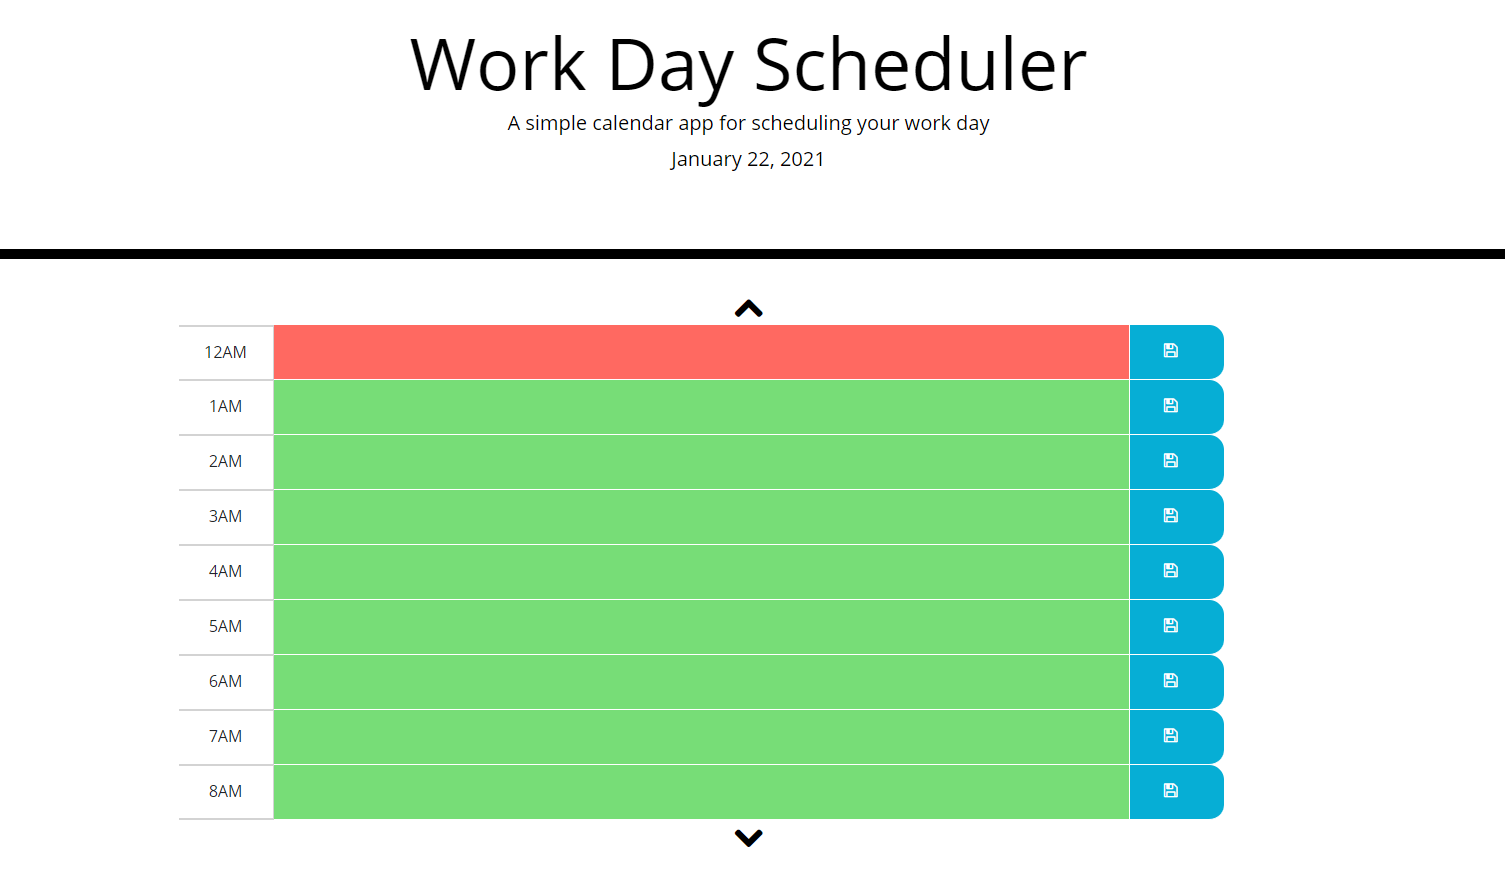 Work Day Scheduler
A simple calendar app for scheduling your work day
January 22, 2021
12AM
1AM
2AM
3AM
4AM
5AM
6AM
7AM
8AM